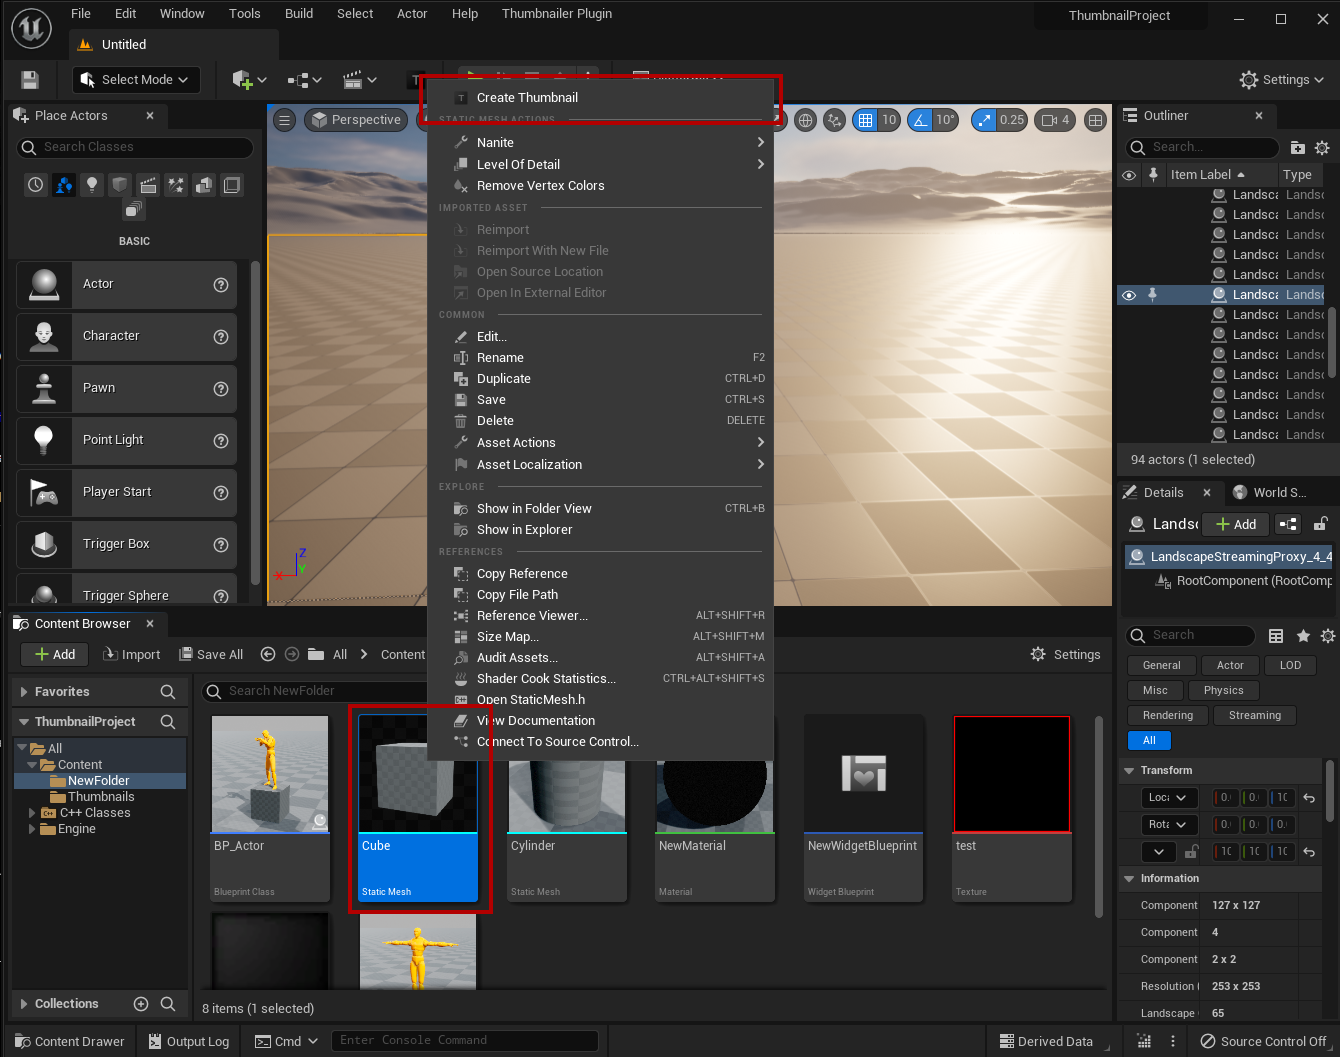 File Edit Window Tools Build Select Actor Help Thumbnailer Plugin
ThumbnailProject
Untitled
Select Mode
Settings
Place Actors
Search Classes
BASIC
Actor
Character
Pawn
Point Light
Player Start
Trigger Box
Trigger Sphere
Perspective
10
10°
0.25
4
Create Thumbnail
STATIC MESH ACTIONS
Nanite
Level Of Detail
Remove Vertex Colors
IMPORTED ASSET
Reimport
Reimport With New File
Open Source Location
Open In External Editor
COMMON
Edit...
Rename F2
Duplicate CTRL+D
Save CTRL+S
Delete DELETE
Asset Actions
Asset Localization
EXPLORE
Show in Folder View CTRL+B
Show in Explorer
REFERENCES
Copy Reference
Copy File Path
Reference Viewer... ALT+SHIFT+R
Size Map... ALT+SHIFT+M
Audit Assets... ALT+SHIFT+A
Shader Cook Statistics... CTRL+ALT+SHIFT+S
Open StaticMesh.h
View Documentation
Connect To Source Control...
Z
X Y
Outliner
Search...
Item Label Type
Landsca Landsc
Landsca Landsc
Landsca Landsc
Landsca Landsc
Landsca Landsc
Landsca Landsc
Landsca Landsc
Landsca Landsc
Landsca Landsc
Landsca Landsc
Landsca Landsc
Landsca Landsc
Landsca Landsc
94 actors (1 selected)
Details
World S...
Landsc
Add
LandscapeStreamingProxy_4_4
RootComponent (RootComp
Search
General Actor LOD
Misc Physics
Rendering Streaming
All
Transform
Loca 0. 0. 10
Rota 0. 0. 0.
10 10 10
Information
Component 127 x 127
Component 4
Component 2 x 2
Resolution ( 253 x 253
Landscape 65
Content Browser
Add Import Save All All Content
Settings
Favorites
ThumbnailProject
All
Content
NewFolder
Thumbnails
C++ Classes
Engine
Collections
Search NewFolder
BP_Actor
Blueprint Class
Cube
Static Mesh
Cylinder
Static Mesh
NewMaterial
Material
NewWidgetBlueprint
Widget Blueprint
test
Texture
8 items (1 selected)
Content Drawer Output Log Cmd Enter Console Command Derived Data Source Control Off